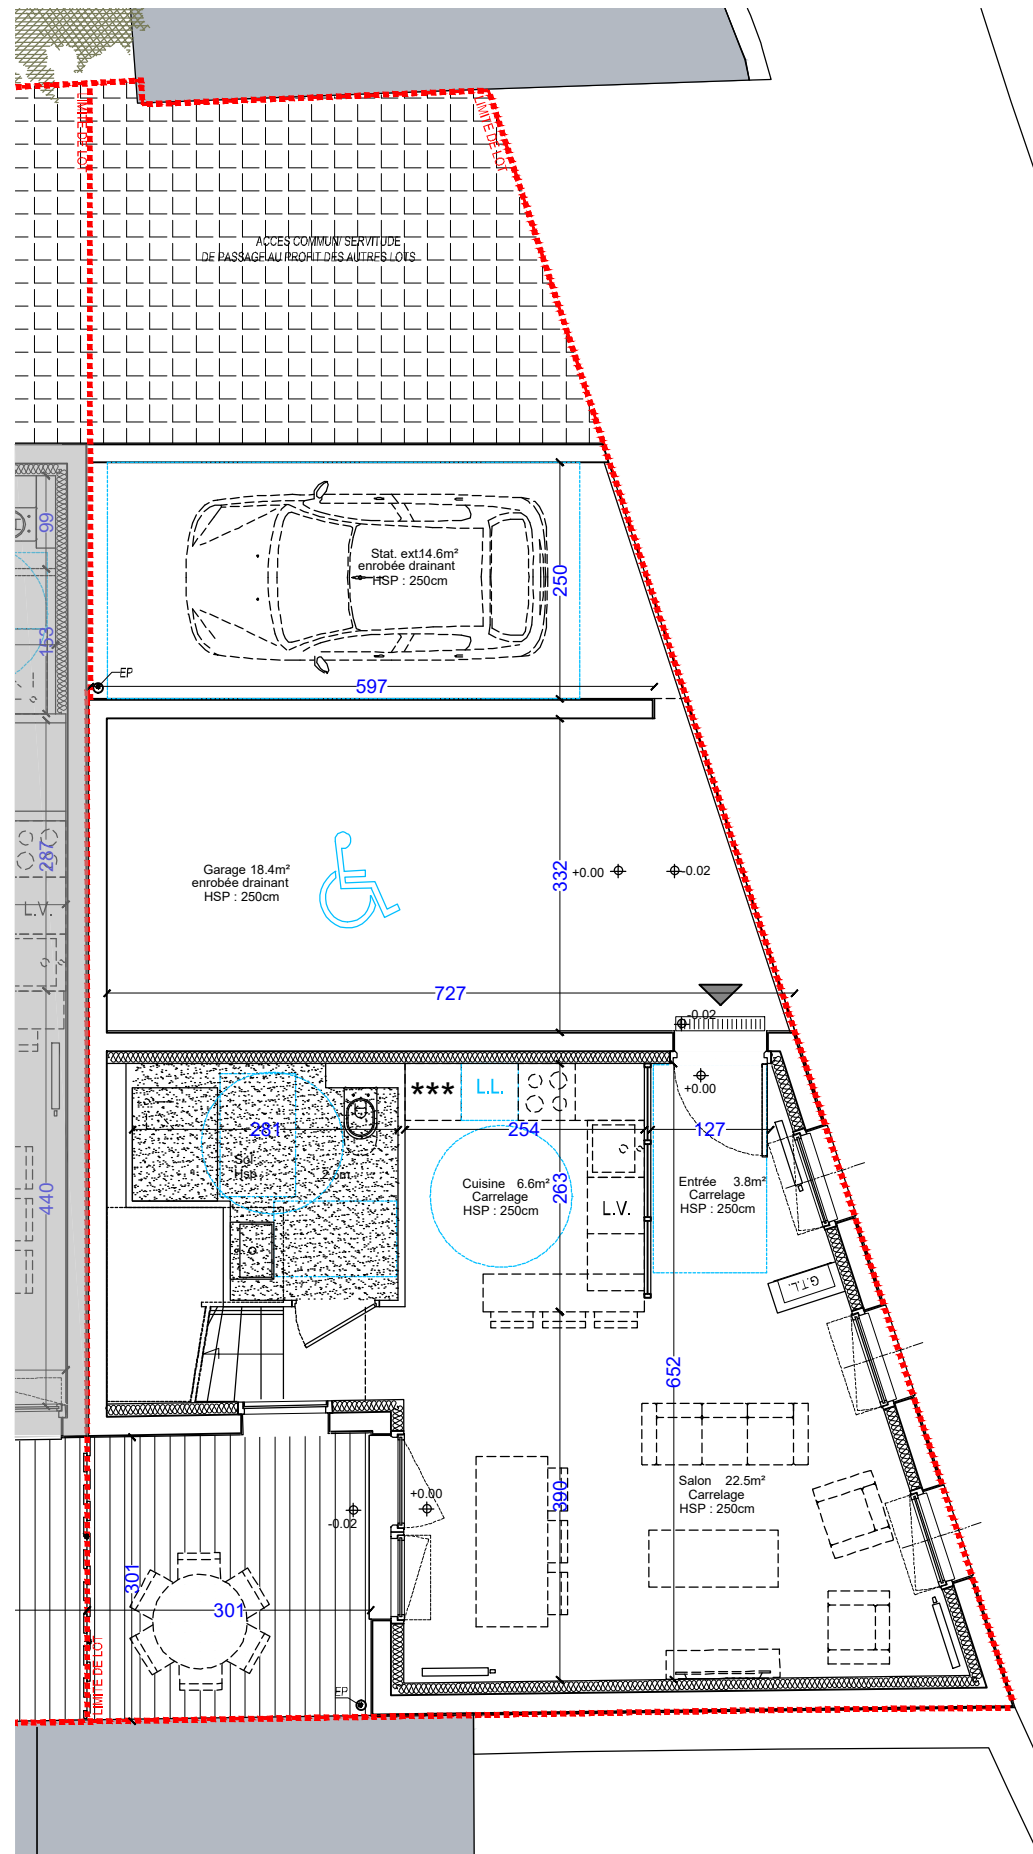 LIMITE DE LOT
LIMITE DE LOT
ACCES COMMUN/ SERVITUDE
DE PASSAGE AU PROFIT DES AUTRES LOTS
99
153
287
L.V.
440
Stat. ext.14.6m²
enrobée drainant
HSP : 250cm
250
EP
597
Garage 18.4m²
enrobée drainant
HSP : 250cm
332
+0.00
-0.02
727
-0.02
+0.00
***
L.L.
281
254
127
Sol
Hsp
2.5m
Cuisine 6.6m²
Carrelage
HSP : 250cm
263
L.V.
Entrée 3.8m²
Carrelage
HSP : 250cm
G.T.L.
652
Salon 22.5m²
Carrelage
HSP : 250cm
390
+0.00
-0.02
301
301
LIMITE DE LOT
EP